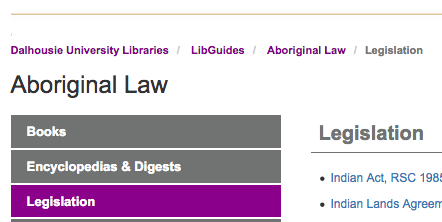 Dalhousie University Libraries / LibGuides / Aboriginal Law / Legislation
Aboriginal Law
Books
Encyclopedias & Digests
Legislation
Legislation
Indian Act, RSC 1985
Indian Lands Agreem